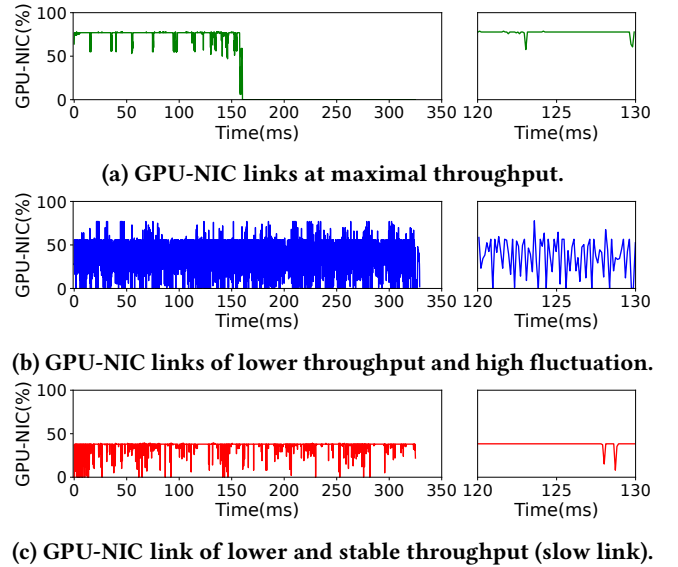 GPU-NIC(%)
100
50
0
0 50 100 150 200 250 300 350
Time(ms)
120 125 130
Time(ms)
(a) GPU-NIC links at maximal throughput.
GPU-NIC(%)
100
50
0
0 50 100 150 200 250 300 350
Time(ms)
120 125 130
Time(ms)
(b) GPU-NIC links of lower throughput and high fluctuation.
GPU-NIC(%)
100
50
0
0 50 100 150 200 250 300 350
Time(ms)
120 125 130
Time(ms)
(c) GPU-NIC link of lower and stable throughput (slow link).